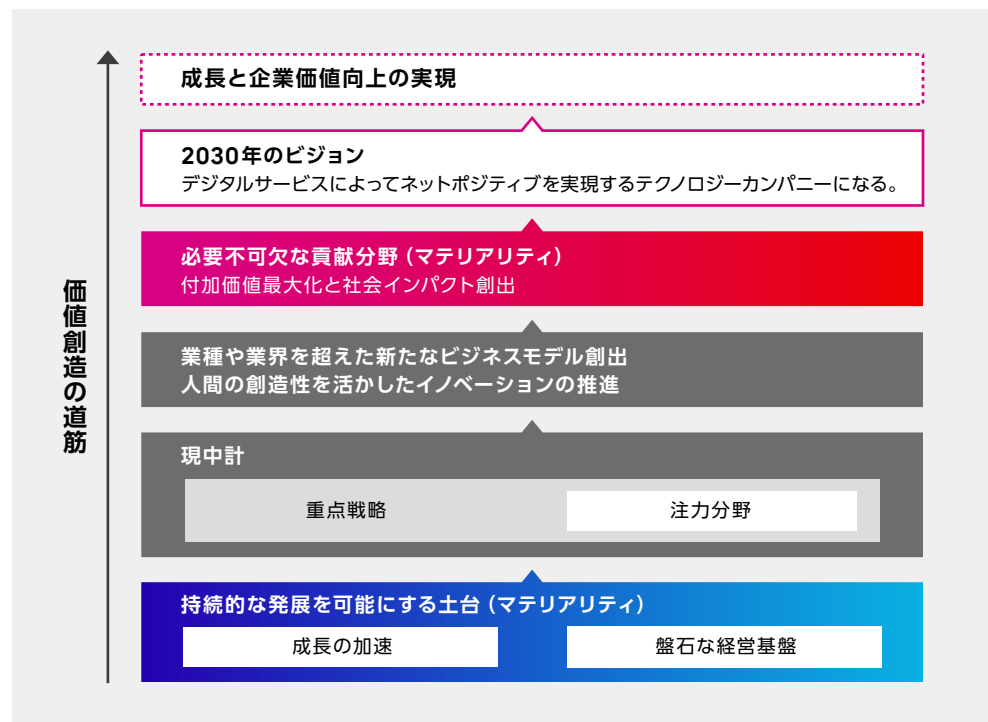 価値創造の道筋
成長と企業価値向上の実現
2030年のビジョン
デジタルサービスによってネットポジティブを実現するテクノロジーカンパニーになる。
必要不可欠な貢献分野（マテリアリティ）
付加価値最大化と社会インパクト創出
業種や業界を超えた新たなビジネスモデル創出
人間の創造性を活かしたイノベーションの推進
現中計
重点戦略
注力分野
持続的な発展を可能にする土台（マテリアリティ）
成長の加速
盤石な経営基盤